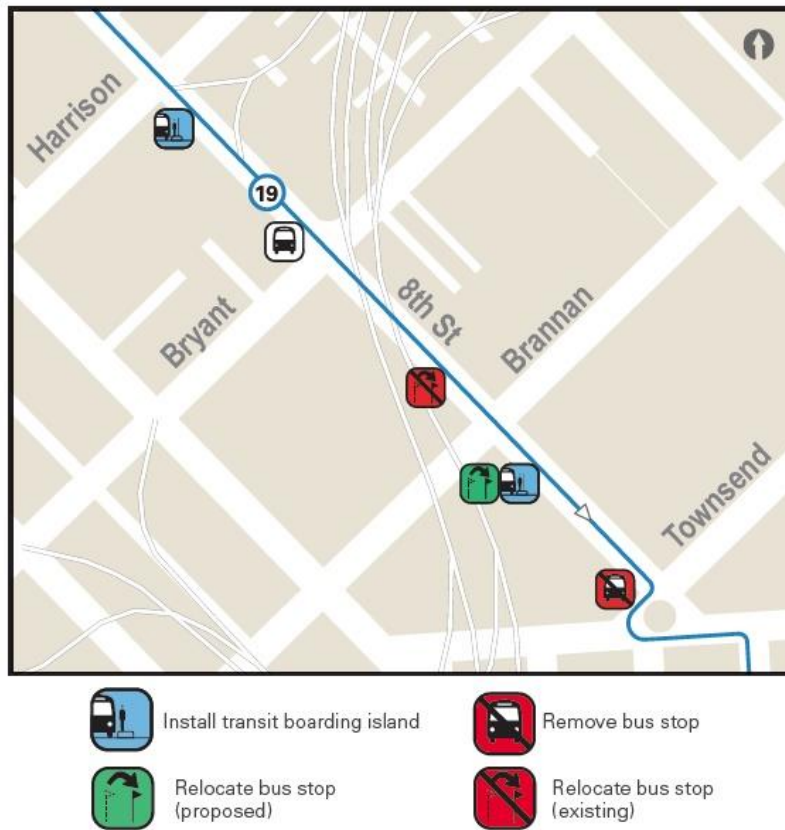 Harrison
19
Bryant
8th St
Brannan
Townsend
Install transit boarding island
Remove bus stop
Relocate bus stop
(proposed)
Relocate bus stop
(existing)